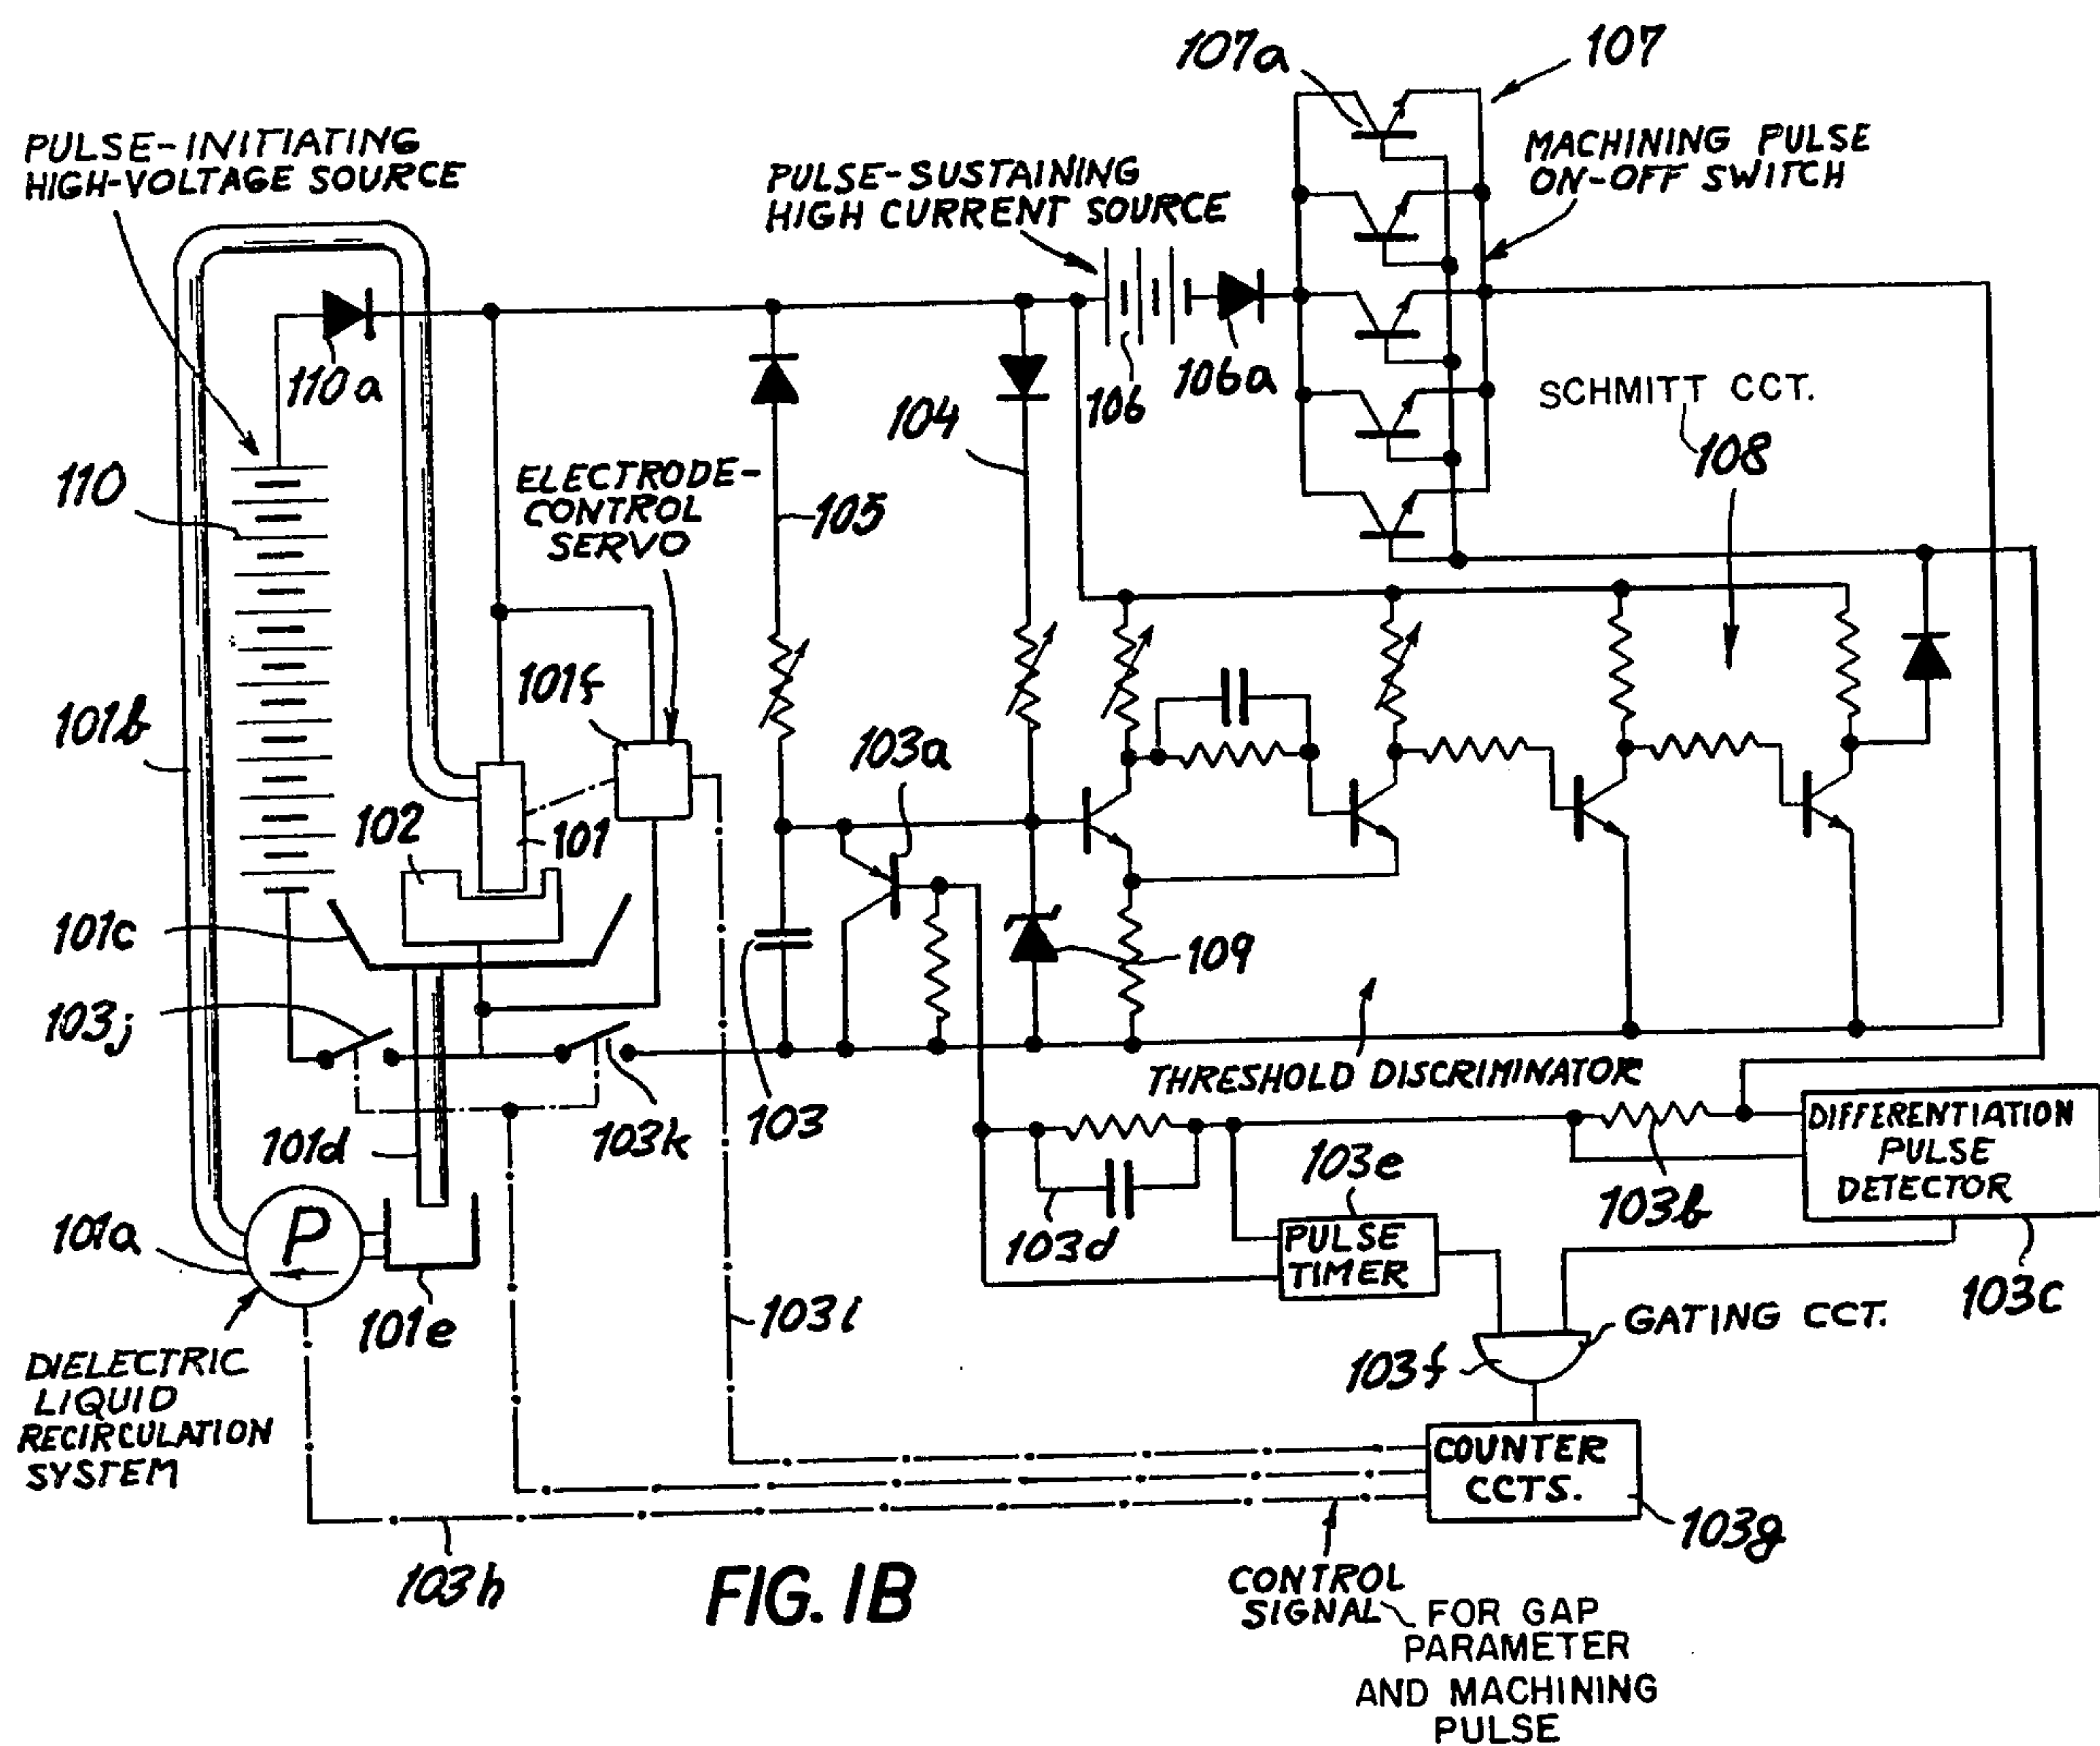 107a
107
PULSE-INITIATING
HIGH-VOLTAGE SOURCE
PULSE-SUSTAINING
HIGH CURRENT SOURCE
MACHINING PULSE
ON-OFF SWITCH
110a
106
106a
SCHMITT CCT.
108
104
110
ELECTRODE-
CONTROL
SERVO
105
101b
101f
103a
102
101
101c
109
103j
THRESHOLD DISCRIMINATOR
103
103k
101d
DIFFERENTIATION
PULSE
DETECTOR
103e
103b
103d
PULSE
TIMER
101a
P
101e
103i
103c
GATING CCT.
103f
DIELECTRIC
LIQUID
RECIRCULATION
SYSTEM
COUNTER
CCTS.
103g
103h
FIG. 1B
CONTROL
SIGNAL FOR GAP
PARAMETER
AND MACHINING
PULSE